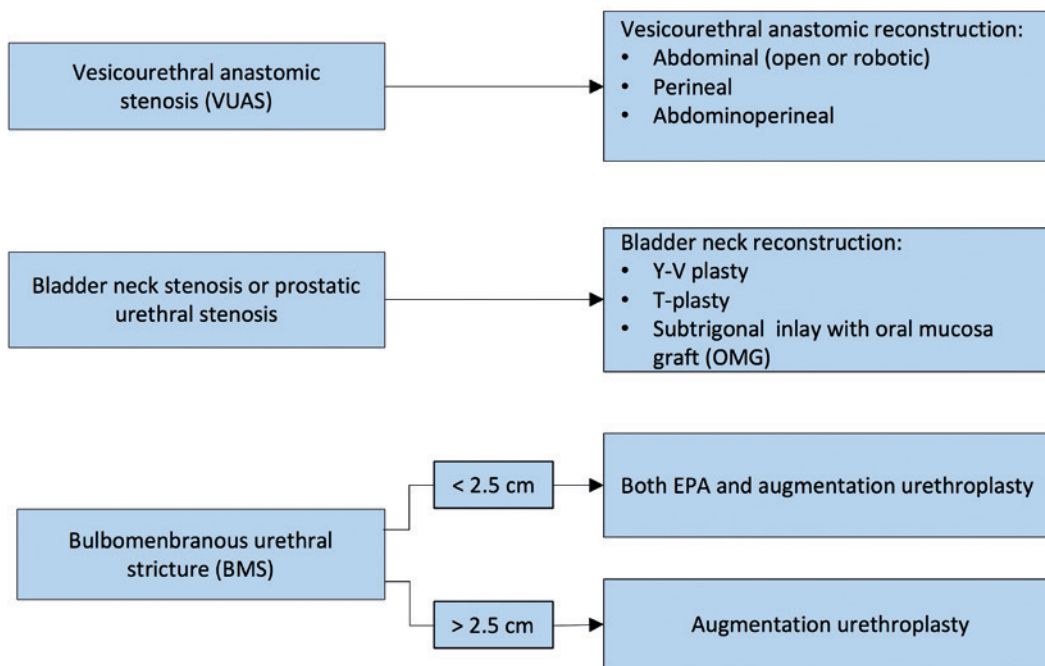 Vesicourethral anastomic
stenosis (VUAS)
Vesicourethral anastomic reconstruction:
• Abdominal (open or robotic)
• Perineal
• Abdominoperineal
Bladder neck stenosis or prostatic
urethral stenosis
Bladder neck reconstruction:
• Y-V plasty
• T-plasty
• Subtrigonal inlay with oral mucosa
graft (OMG)
Bulbomenbranous urethral
stricture (BMS)
< 2.5 cm
Both EPA and augmentation urethroplasty
> 2.5 cm
Augmentation urethroplasty